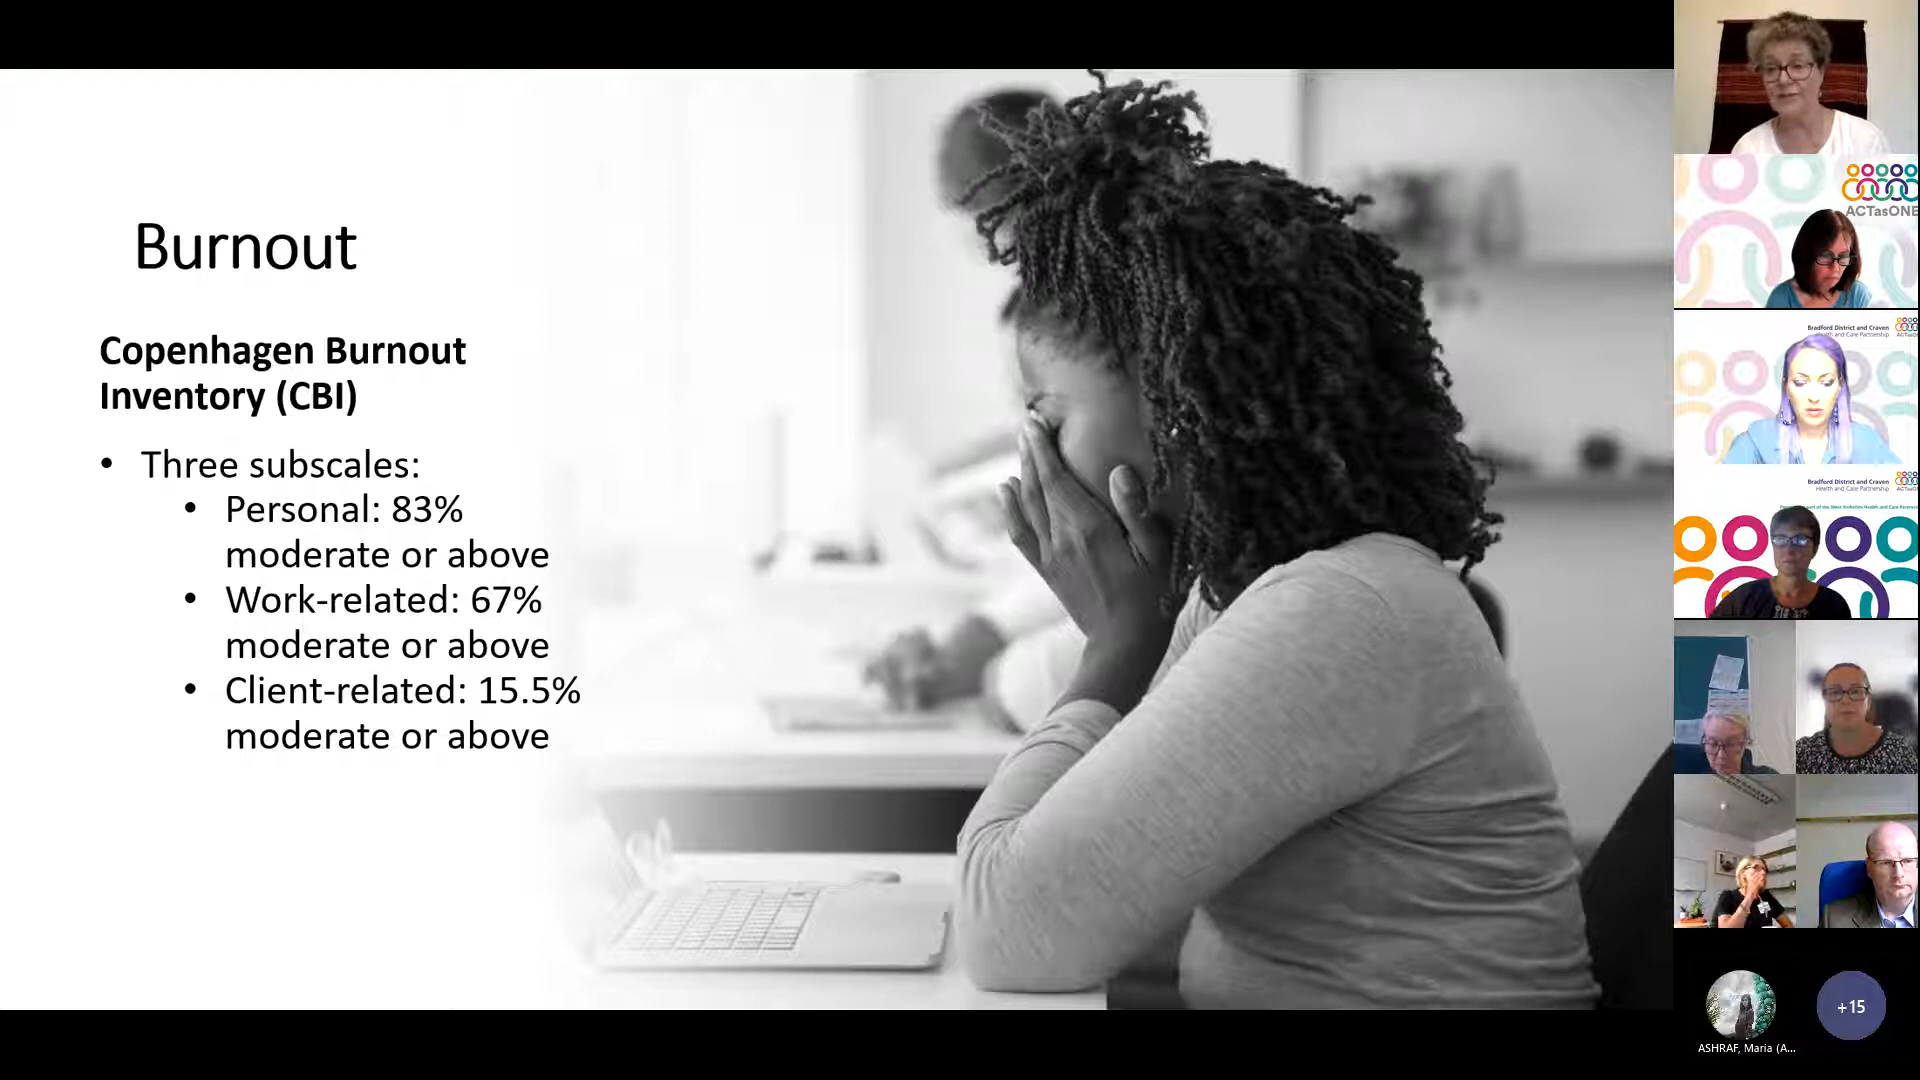 Burnout
Copenhagen Burnout
Inventory (CBI)
• Three subscales:
• Personal: 83%
moderate or above
• Work-related: 67%
moderate or above
• Client-related: 15.5%
moderate or above
ACTasONE
Bradford District and Craven
Health and Care Partnership
Bradford District and Craven
Health and Care Partnership
ASHRAF, Maria (A...
+15